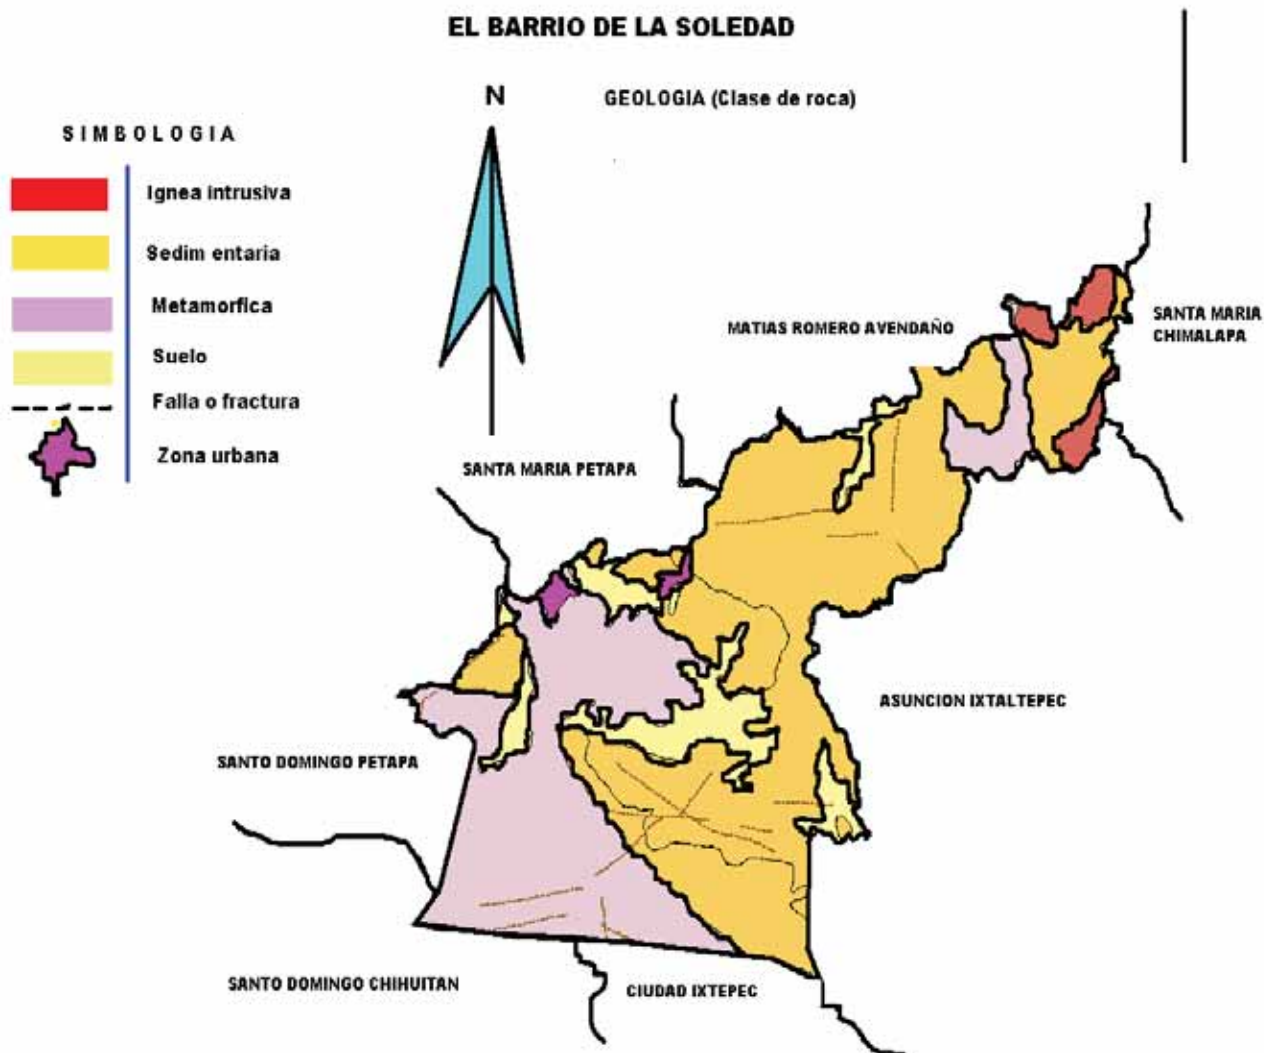 EL BARRIO DE LA SOLEDAD
N
GEOLOGIA (Clase de roca)
SIMBOLOGIA
Ignea intrusiva
Sedim entaria
Metamorfica
Suelo
Falla o fractura
Zona urbana
MATIAS ROMERO AVENDAÑO
SANTA MARIA
CHIMALAPA
SANTA MARIA PETAPA
ASUNCION IXTALTEPEC
SANTO DOMINGO PETAPA
SANTO DOMINGO CHIHUITAN
CIUDAD IXTEPEC